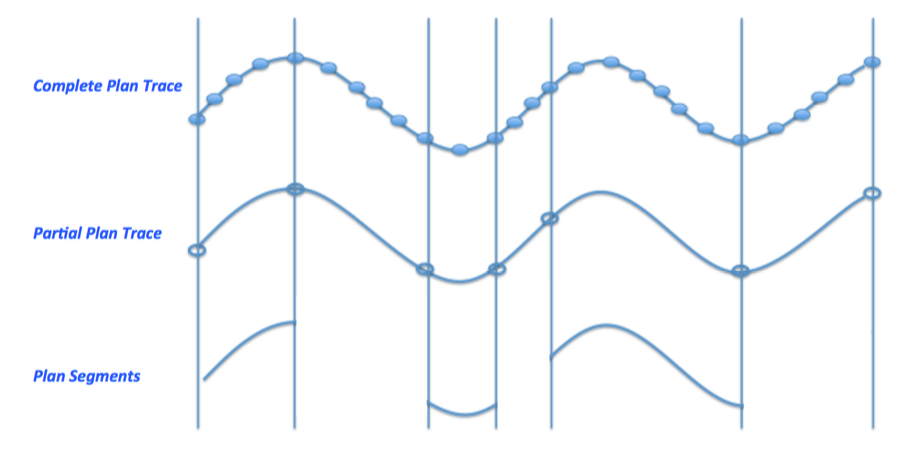 Complete Plan Trace
Partial Plan Trace
Plan Segments